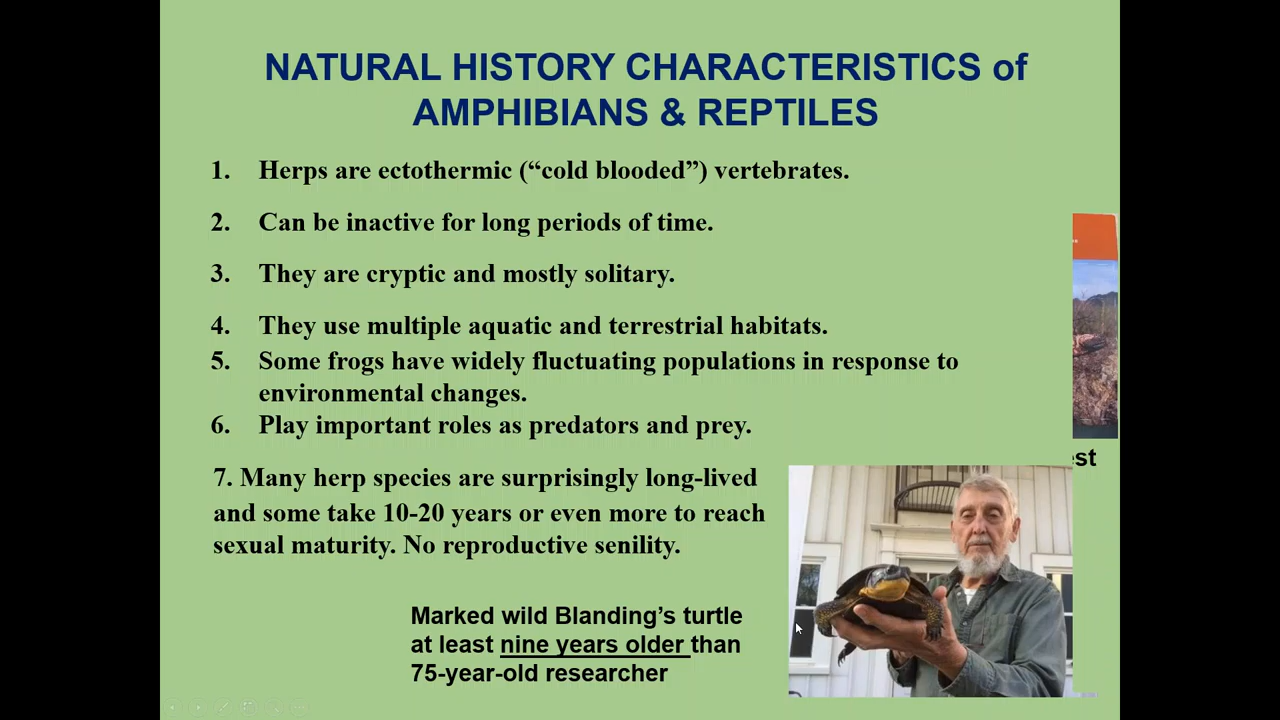 NATURAL HISTORY CHARACTERISTICS of
AMPHIBIANS & REPTILES
1. Herps are ectothermic (“cold blooded”) vertebrates.
2. Can be inactive for long periods of time.
3. They are cryptic and mostly solitary.
4. They use multiple aquatic and terrestrial habitats.
5. Some frogs have widely fluctuating populations in response to
environmental changes.
6. Play important roles as predators and prey.
7. Many herp species are surprisingly long-lived
and some take 10-20 years or even more to reach
sexual maturity. No reproductive senility.
Marked wild Blanding’s turtle
at least nine years older than
75-year-old researcher